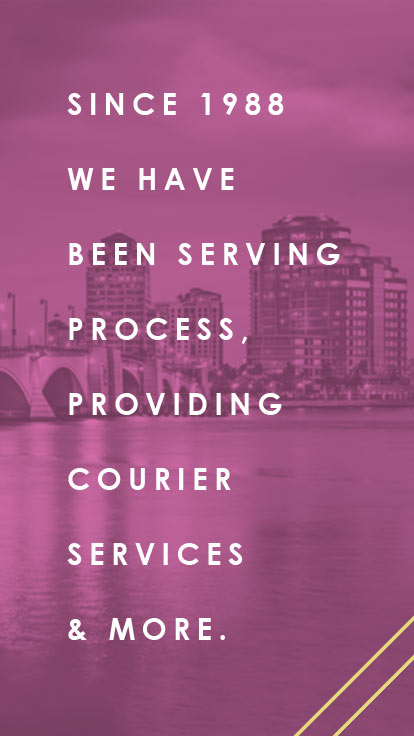 SINCE 1988
WE HAVE
BEEN SERVING
PROCESS,
PROVIDING
COURIER
SERVICES
& MORE.